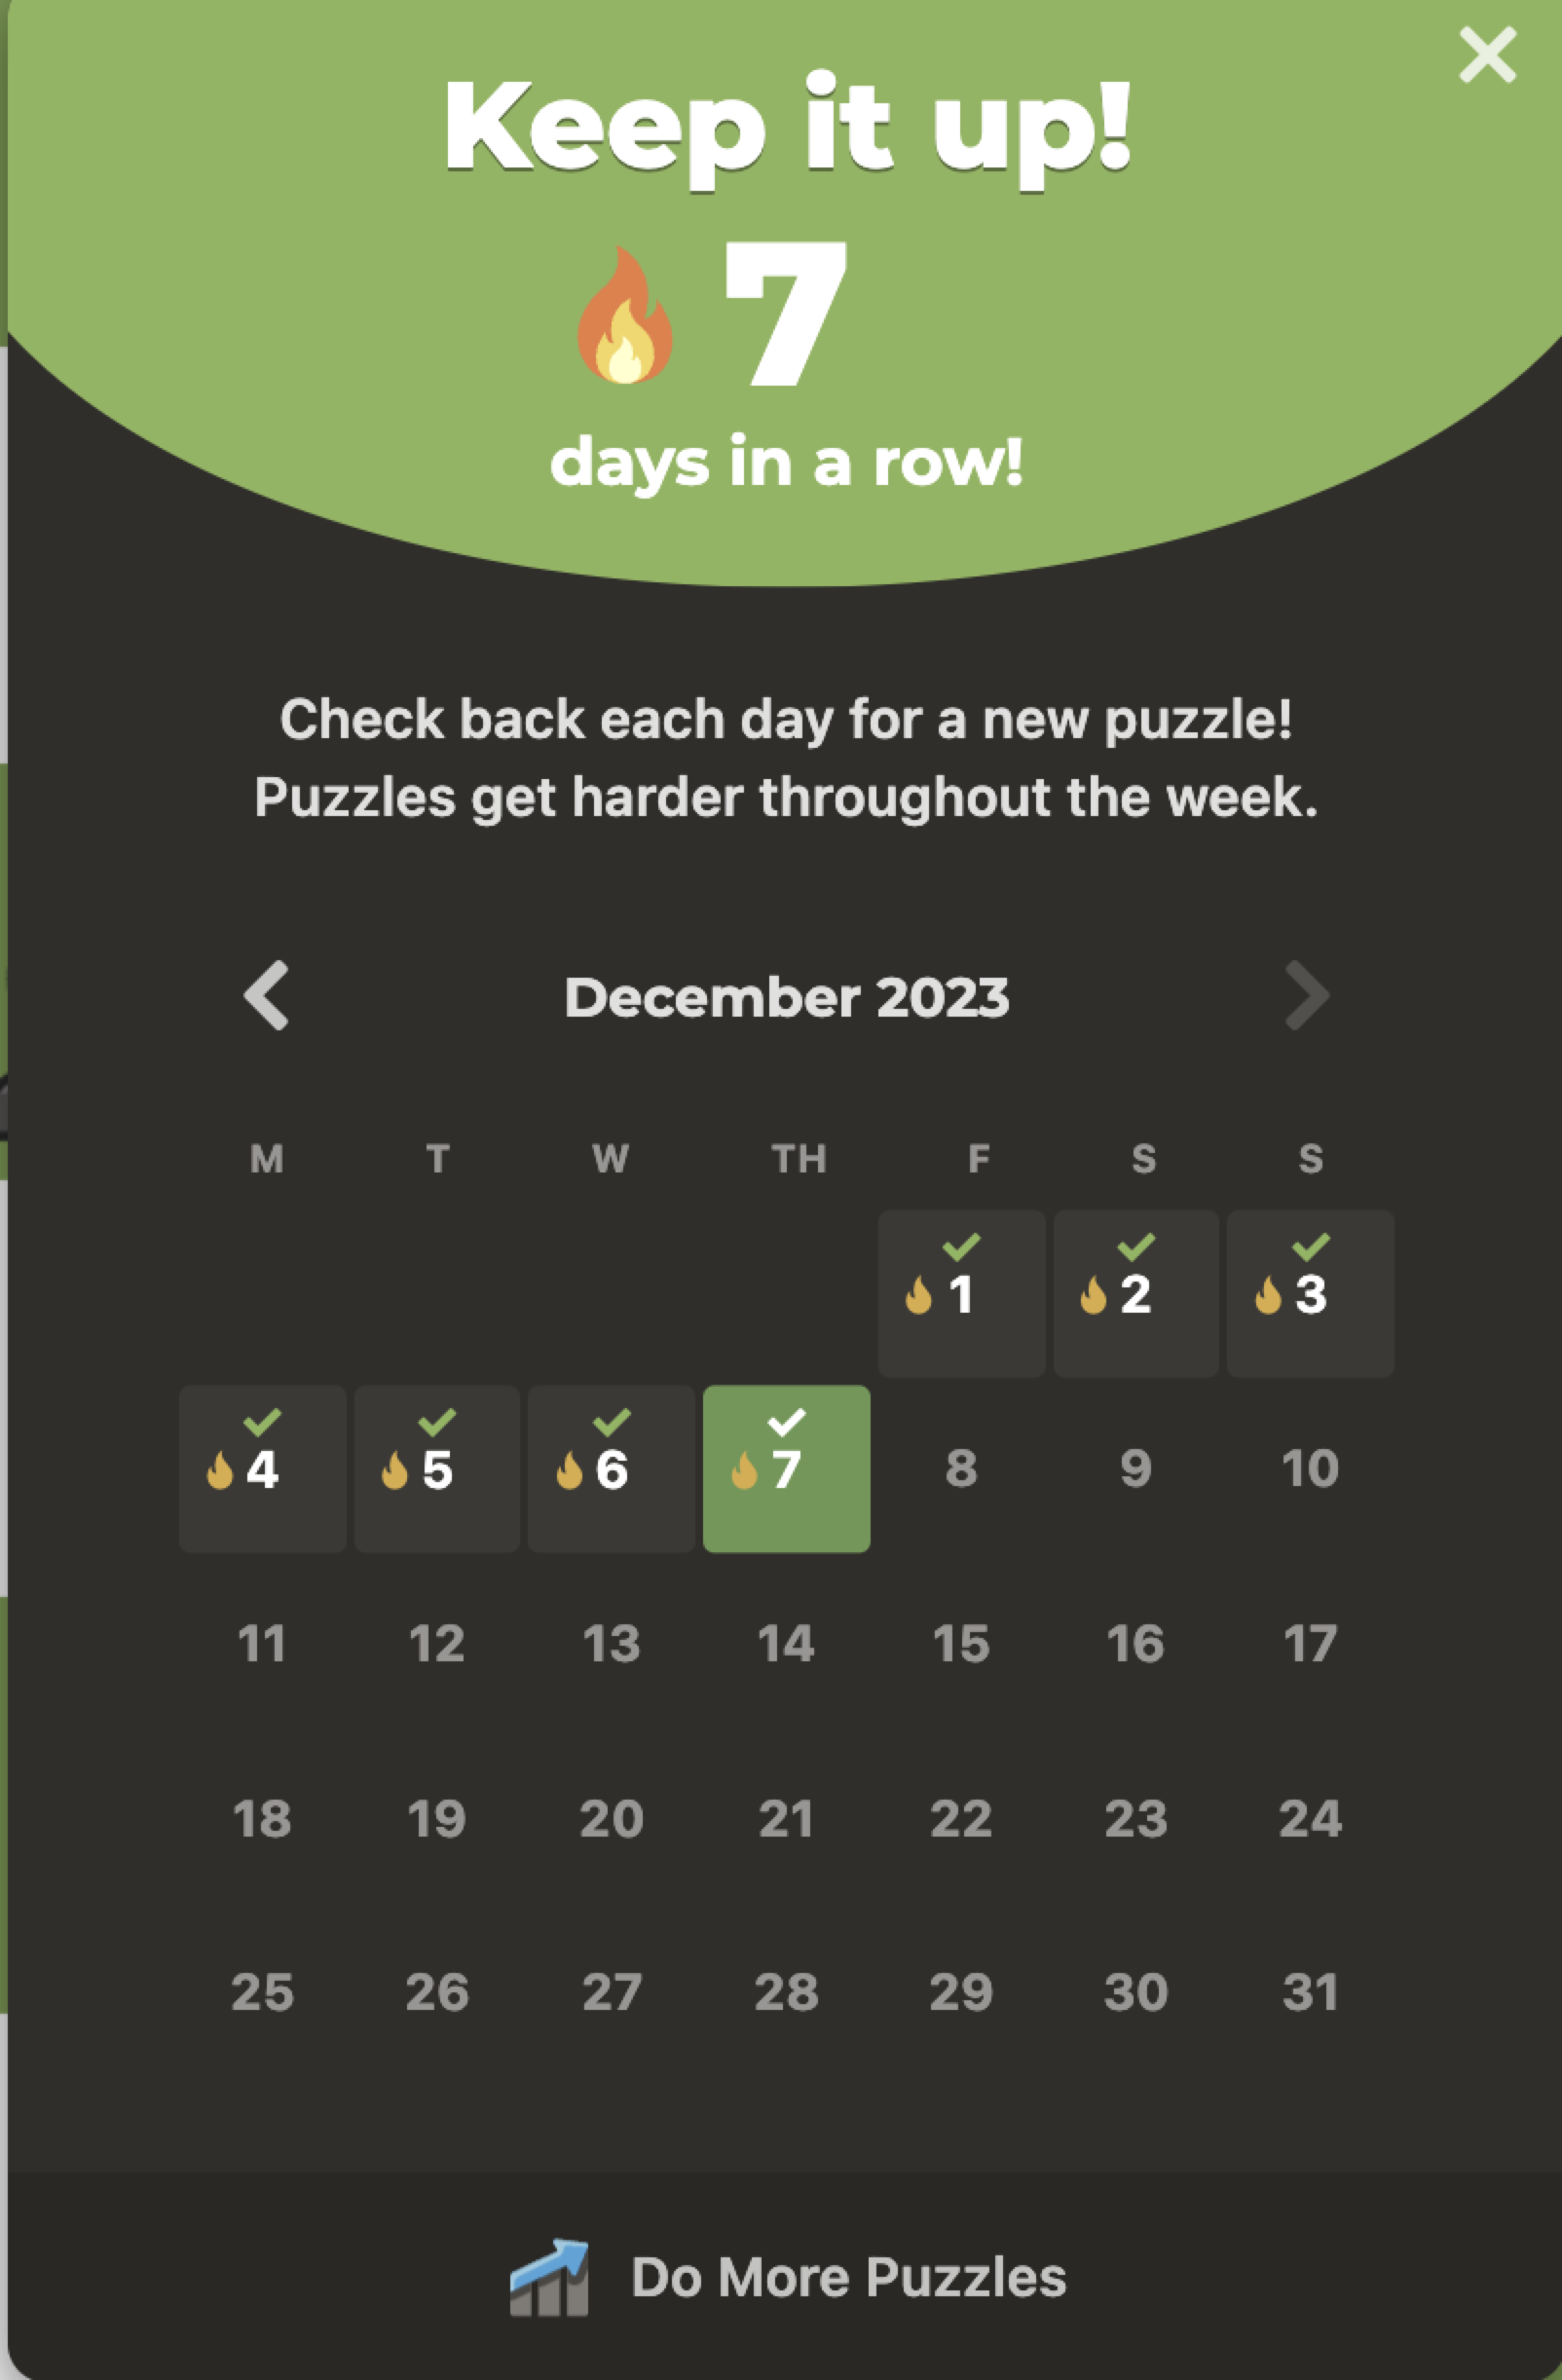 Keep it up!
7
days in a row!
Check back each day for a new puzzle!
Puzzles get harder throughout the week.
December 2023
M T W TH F S S
1 2 3
4 5 6 7 8 9 10
11 12 13 14 15 16 17
18 19 20 21 22 23 24
25 26 27 28 29 30 31
Do More Puzzles